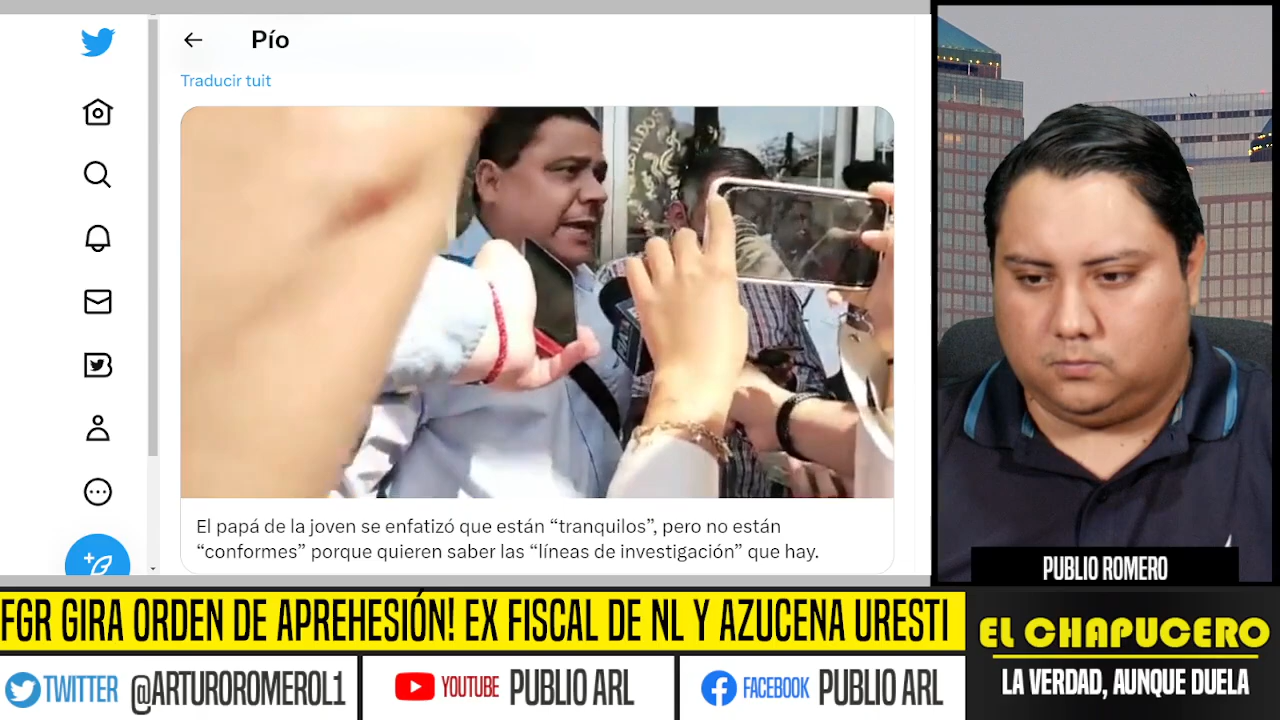 Pío
Traducir tuit
El papá de la joven se enfatizó que están “tranquilos”, pero no están
“conformes” porque quieren saber las “líneas de investigación” que hay.
PUBLIO ROMERO
FGR GIRA ORDEN DE APREHESIÓN! EX FISCAL DE NL Y AZUCENA URESTI
EL CHAPUCERO
LA VERDAD, AUNQUE DUELA
TWITTER @ARTUROROMEROL1
YOUTUBE PUBLIO ARL
FACEBOOK PUBLIO ARL